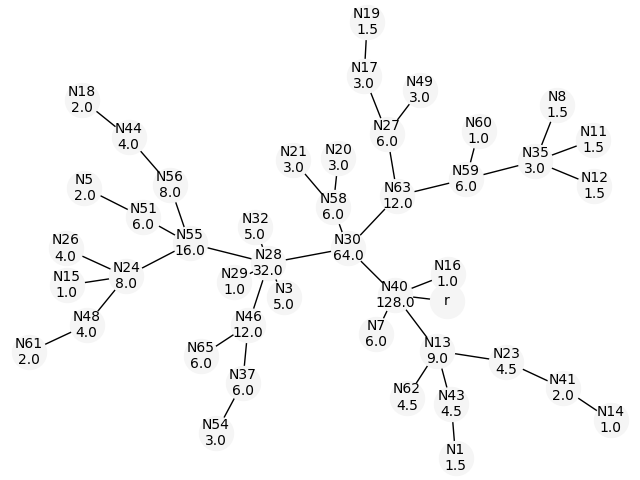 N19
1.5
N17
3.0
N49
3.0
N18
2.0
N8
1.5
N44
4.0
N27
6.0
N60
1.0
N11
1.5
N21
3.0
N20
3.0
N35
3.0
N59
6.0
N12
1.5
N5
2.0
N56
8.0
N63
12.0
N51
6.0
N58
6.0
N32
5.0
N55
16.0
N30
64.0
N26
4.0
N28
32.0
N24
8.0
N15
1.0
N29
1.0
N3
5.0
N16
1.0
N40
128.0
r
N48
4.0
N46
12.0
N7
6.0
N61
2.0
N65
6.0
N13
9.0
N23
4.5
N37
6.0
N62
4.5
N43
4.5
N41
2.0
N54
3.0
N14
1.0
N1
1.5